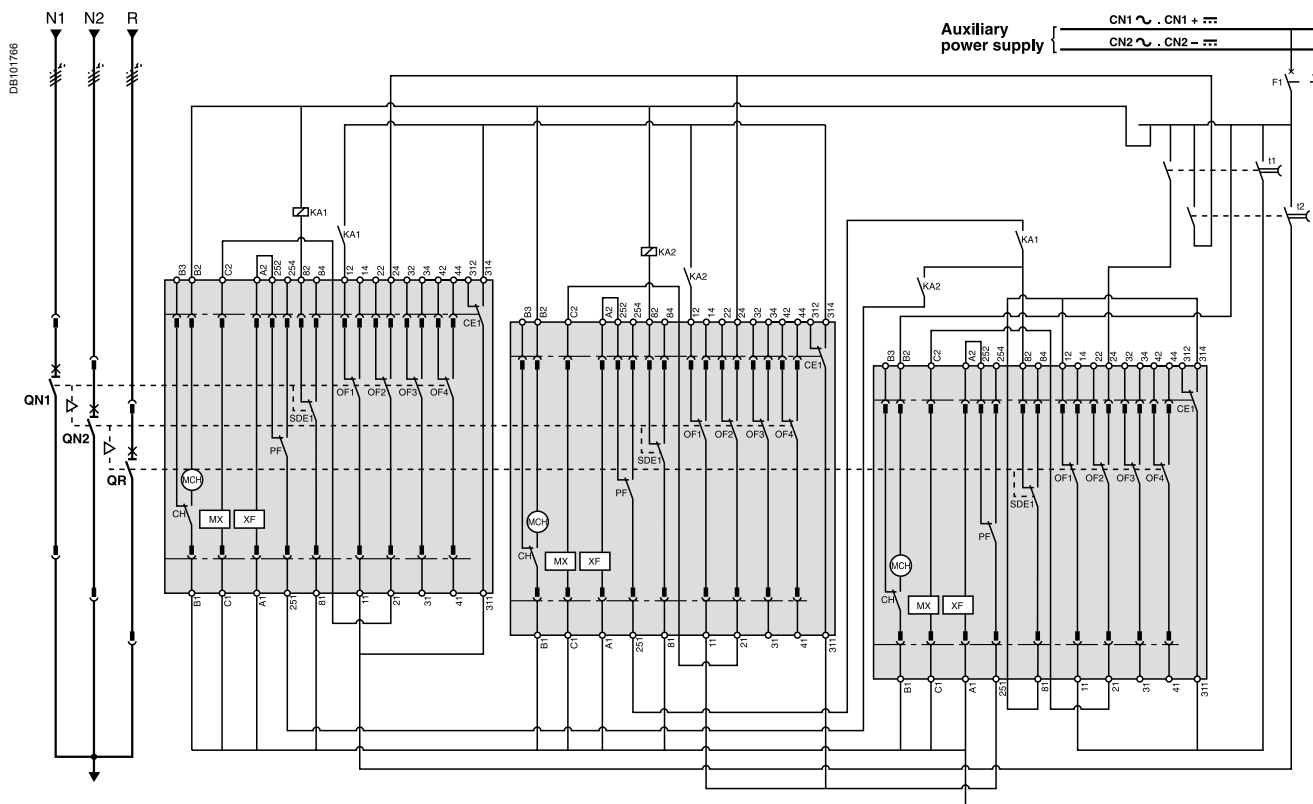 N1 N2 R
DB101766
Auxiliary
power supply
CN1 ∿ . CN1 + ⎓
CN2 ∿ . CN2 – ⎓
F1
t1
t2
KA1
KA1
KA2
KA2
KA1
KA2
B3 B2 C2 A2 252 254 82 84 12 14 22 24 32 34 42 44 312 314
CE1
OF1 OF2 OF3 OF4
SDE1
PF
MCH
CH
MX XF
B1 C1 A1 251 81 11 21 31 41 311
B3 B2 C2 A2 252 254 82 84 12 14 22 24 32 34 42 44 312 314
CE1
OF1 OF2 OF3 OF4
SDE1
PF
MCH
CH
MX XF
B1 C1 A1 251 81 11 21 31 41 311
B3 B2 C2 A2 252 254 82 84 12 14 22 24 32 34 42 44 312 314
CE1
OF1 OF2 OF3 OF4
SDE1
PF
MCH
CH
MX XF
B1 C1 A1 251 81 11 21 31 41 311
QN1
QN2
QR